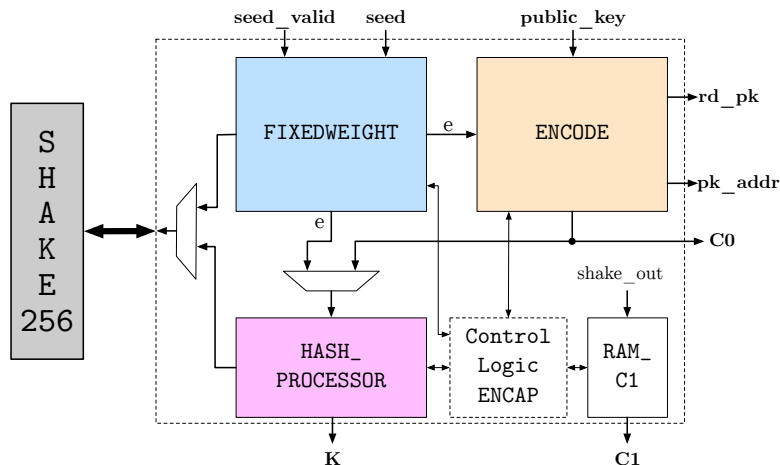 seed_valid
seed
public_key
S
H
A
K
E
256
FIXEDWEIGHT
e
ENCODE
rd_pk
pk_addr
e
C0
shake_out
HASH_
PROCESSOR
Control
Logic
ENCAP
RAM_
C1
K
C1